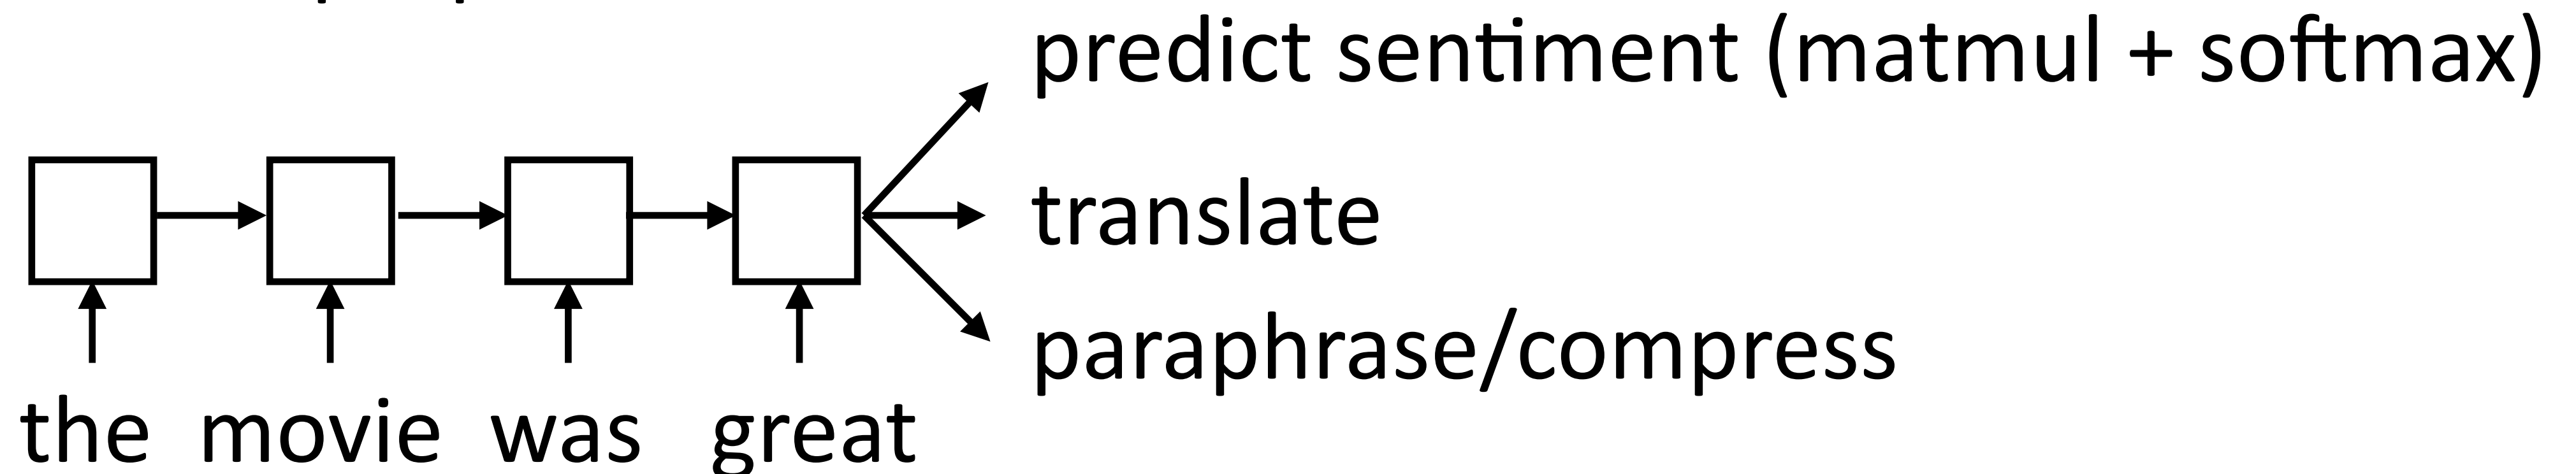 predict sentiment (matmul + softmax)
translate
paraphrase/compress
the movie was great